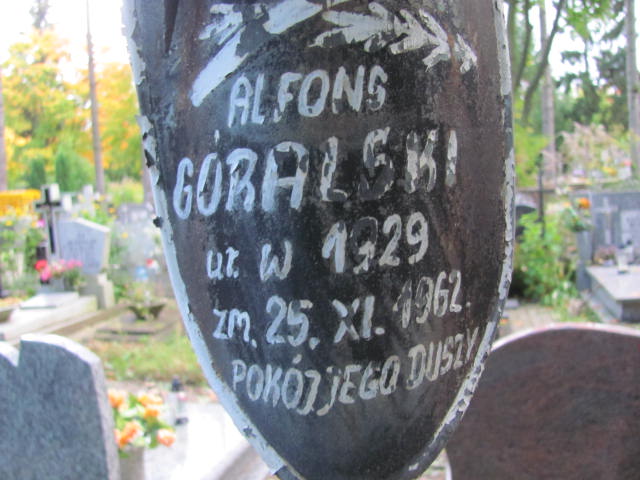 ALFONS
GÓRALSKI
ur. w 1929
zm. 25. XI. 1962.
POKÓJ JEGO DUSZY